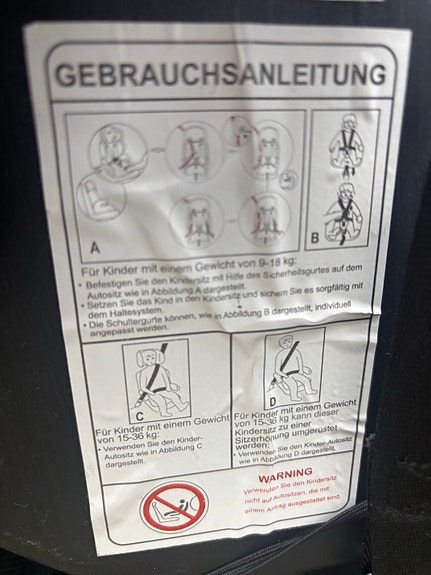 GEBRAUCHSANLEITUNG
A
B
Für Kinder mit einem Gewicht von 9-18 kg:
• Befestigen Sie den Kindersitz mit Hilfe des Sicherheitsgurtes auf dem
Autositz wie in Abbildung A dargestellt.
• Setzen Sie das Kind in den Kindersitz und sichern Sie es sorgfältig mit
dem Haltesystem.
• Die Schultergurte können, wie in Abbildung B dargestellt, individuell
angepasst werden.
C
Für Kinder mit einem Gewicht
von 15-36 kg:
• Verwenden Sie den Kinder-
Autositz wie in Abbildung C
dargestellt.
D
Für Kinder mit einem Gewicht
von 15-36 kg kann dieser
Kindersitz zu einer
Sitzerhöhung umgerüstet
werden:
• Verwenden Sie den Kinder-Autositz
wie in Abbildung D dargestellt.
WARNING
Verwenden Sie den Kindersitz
nicht auf Autositzen, die mit
einem Airbag ausgestattet sind.